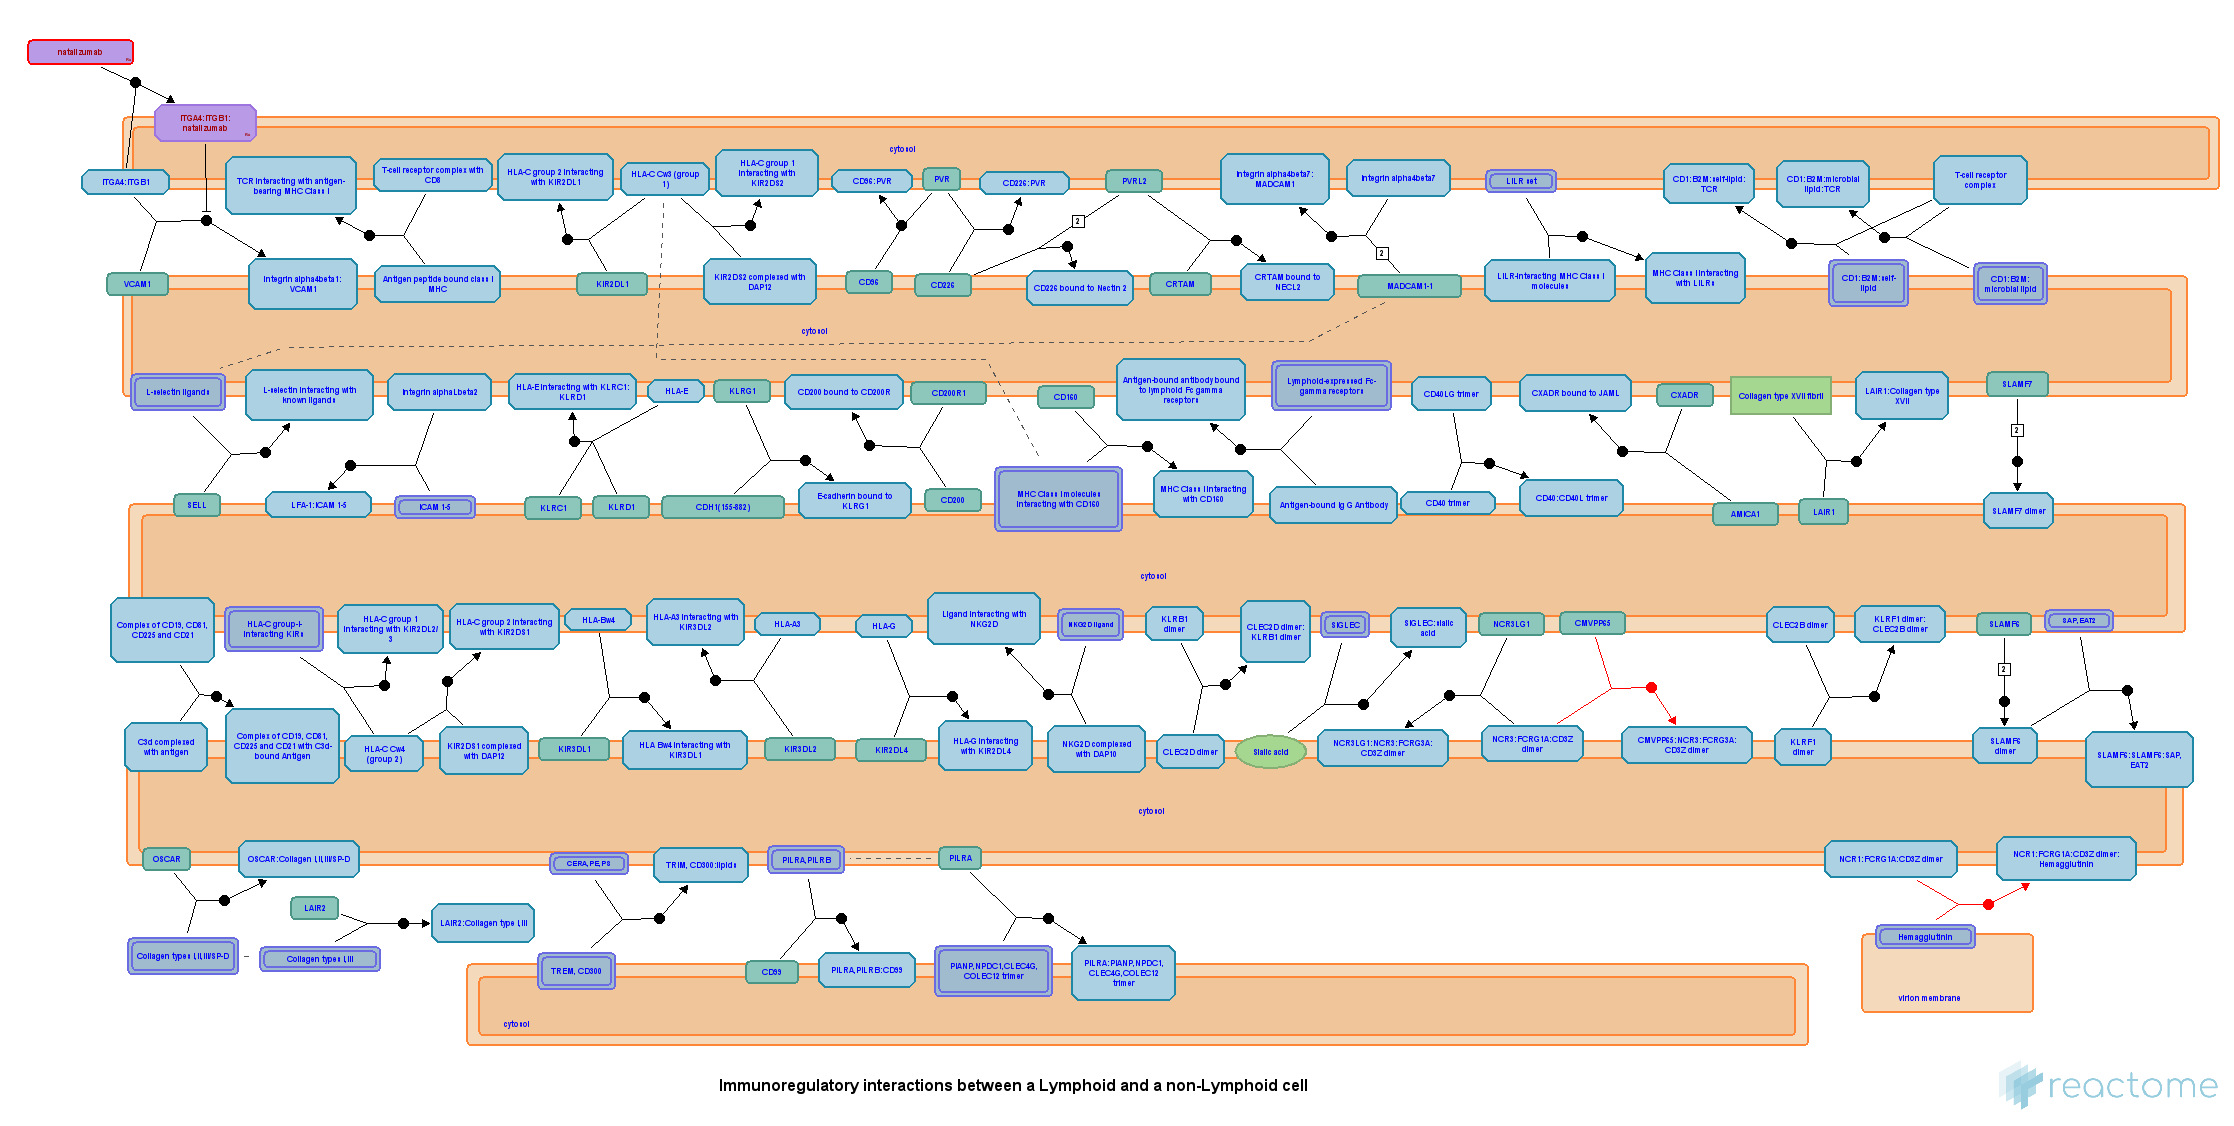 natalizumab
Rx
ITGA4:ITGB1:
natalizumab
Rx
cytosol
ITGA4:ITGB1
TCR interacting with antigen-
bearing MHC Class I
T-cell receptor complex with
CD8
HLA-C group 2 interacting
with KIR2DL1
HLA-C Cw3 (group
1)
HLA-C group 1
interacting with
KIR2DS2
CD96:PVR
PVR
CD226:PVR
PVRL2
Integrin alpha4beta7:
MADCAM1
Integrin alpha4beta7
LILR net
CD1:B2M:self-lipid:
TCR
CD1:B2M:microbial
lipid:TCR
T-cell receptor
complex
2
2
VCAM1
Integrin alpha4beta1:
VCAM1
Antigen peptide bound class I
MHC
KIR2DL1
KIR2DS2 complexed with
DAP12
CD96
CD226
CD226 bound to Nectin 2
CRTAM
CRTAM bound to
NECL2
MADCAM1-1
LILR-interacting MHC Class I
molecules
MHC Class I interacting
with LILRs
CD1:B2M:self-
lipid
CD1:B2M:
microbial lipid
cytosol
L-selectin ligands
L-selectin interacting with
known ligands
Integrin alphaLbeta2
HLA-E interacting with KLRC1:
KLRD1
HLA-E
KLRG1
CD200 bound to CD200R
CD200R1
CD160
Antigen-bound antibody bound
to lymphoid Fc gamma
receptors
Lymphoid-expressed Fc-
gamma receptors
CD40LG trimer
CXADR bound to JAML
CXADR
Collagen type XVII fibril
LAIR1:Collagen type
XVII
SLAMF7
2
SELL
LFA-1:ICAM 1-5
ICAM 1-5
KLRC1
KLRD1
CDH1(155-882)
E-cadherin bound to
KLRG1
CD200
MHC Class I molecules
interacting with CD160
MHC Class I interacting
with CD160
Antigen-bound Ig G Antibody
CD40 trimer
CD40:CD40L trimer
AMICA1
LAIR1
SLAMF7 dimer
cytosol
Complex of CD19, CD81,
CD225 and CD21
HLA-C group-I-
interacting KIRs
HLA-C group 1
interacting with KIR2DL2/
3
HLA-C group 2 interacting
with KIR2DS1
HLA-Bw4
HLA-A3 interacting with
KIR3DL2
HLA-A3
HLA-G
Ligand interacting with
NKG2D
NKG2D ligand
KLRB1
dimer
CLEC2D dimer:
KLRB1 dimer
SIGLEC
SIGLEC:sialic
acid
NCR3LG1
CMVPP65
CLEC2B dimer
KLRF1 dimer:
CLEC2B dimer
SLAMF6
SAP, EAT2
2
C3d complexed
with antigen
Complex of CD19, CD81,
CD225 and CD21 with C3d-
bound Antigen
HLA-C Cw4
(group 2)
KIR2DS1 complexed
with DAP12
KIR3DL1
HLA Bw4 interacting with
KIR3DL1
KIR3DL2
KIR2DL4
HLA-G interacting
with KIR2DL4
NKG2D complexed
with DAP10
CLEC2D dimer
Sialic acid
NCR3LG1:NCR3:FCRG3A:
CD3Z dimer
NCR3:FCRG1A:CD3Z
dimer
CMVPP65:NCR3:FCRG3A:
CD3Z dimer
KLRF1
dimer
SLAMF6
dimer
SLAMF6:SLAMF6:SAP,
EAT2
cytosol
OSCAR
OSCAR:Collagen I,II,III/SP-D
CERA, PE, PS
TRIM, CD300:lipids
PILRA,PILRB
PILRA
NCR1:FCRG1A:CD3Z dimer
NCR1:FCRG1A:CD3Z dimer:
Hemagglutinin
LAIR2
LAIR2:Collagen type I,III
Collagen types I,II,III/SP-D
Collagen types I,III
TREM, CD300
CD99
PILRA,PILRB:CD99
PIANP,NPDC1,CLEC4G,
COLEC12 trimer
PILRA:PIANP,NPDC1,
CLEC4G,COLEC12
trimer
Hemagglutinin
virion membrane
cytosol
Immunoregulatory interactions between a Lymphoid and a non-Lymphoid cell
reactome